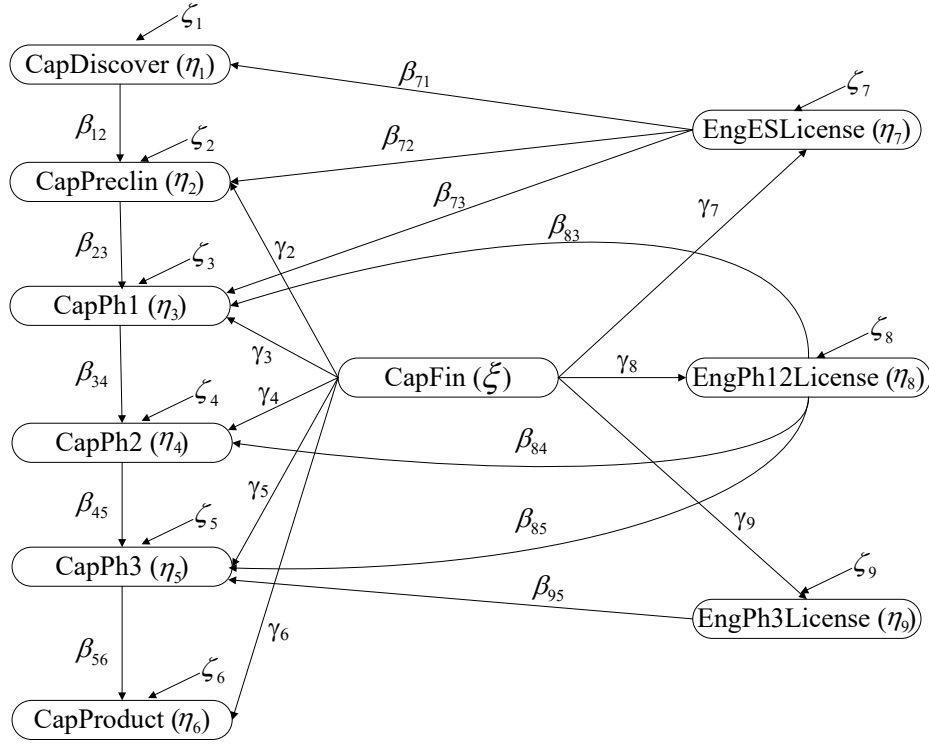 ζ1
CapDiscover (η1)
β71
ζ7
β12
EngESLicense (η7)
ζ2
β72
CapPreclin (η2)
β73
γ7
β23
γ2
β83
ζ3
CapPh1 (η3)
γ3
ζ8
β34
CapFin (ξ)
γ8
EngPh12License (η8)
ζ4
γ4
CapPh2 (η4)
β84
β45
γ5
ζ5
β85
γ9
CapPh3 (η5)
ζ9
β95
EngPh3License (η9)
γ6
β56
ζ6
CapProduct (η6)